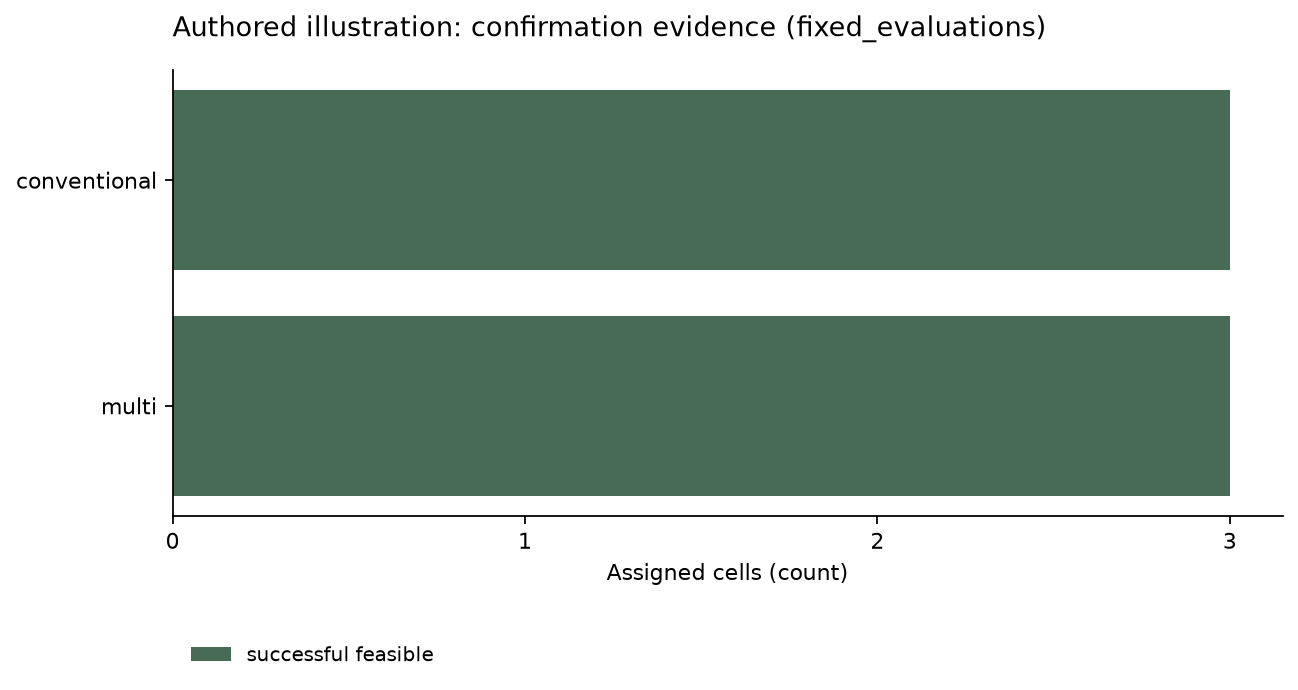 Authored illustration: confirmation evidence (fixed_evaluations)
conventional
multi
0 1 2 3
Assigned cells (count)
successful feasible